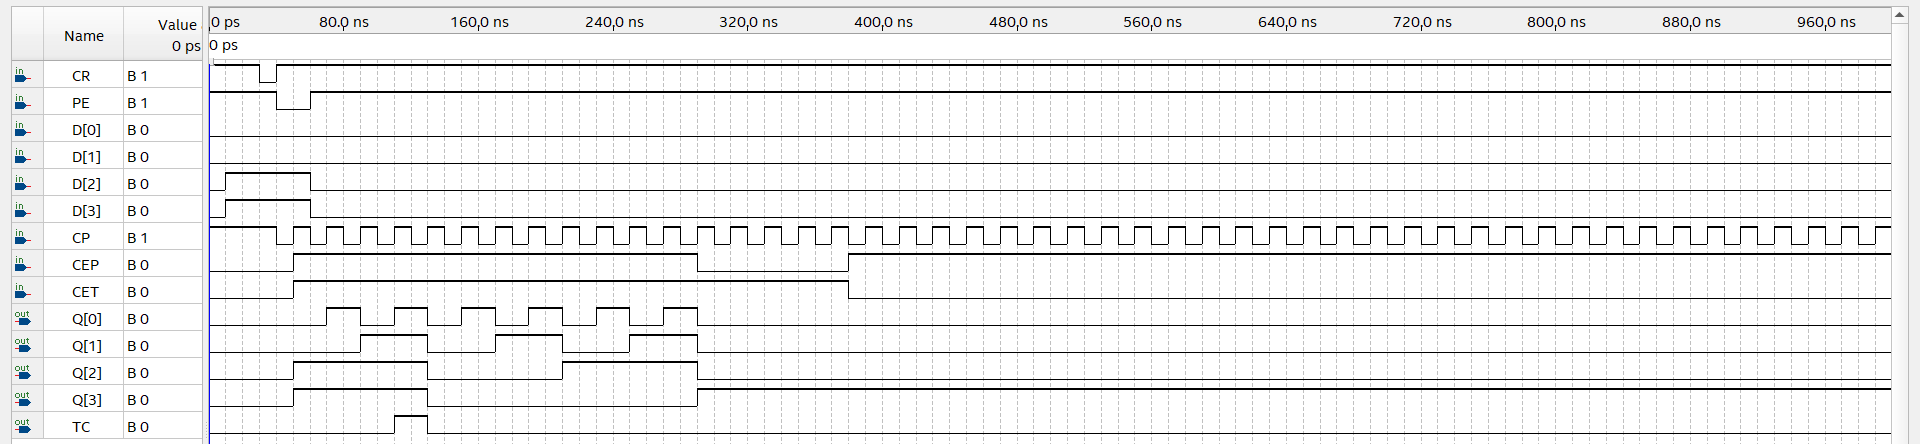 Name
Value
0 ps
0 ps 80.0 ns 160,0 ns 240,0 ns 320,0 ns 400,0 ns 480,0 ns 560,0 ns 640,0 ns 720,0 ns 800,0 ns 880,0 ns 960,0 ns
0 ps
in CR B 1
in PE B 1
in D[0] B 0
in D[1] B 0
in D[2] B 0
in D[3] B 0
in CP B 1
in CEP B 0
in CET B 0
out Q[0] B 0
out Q[1] B 0
out Q[2] B 0
out Q[3] B 0
out TC B 0